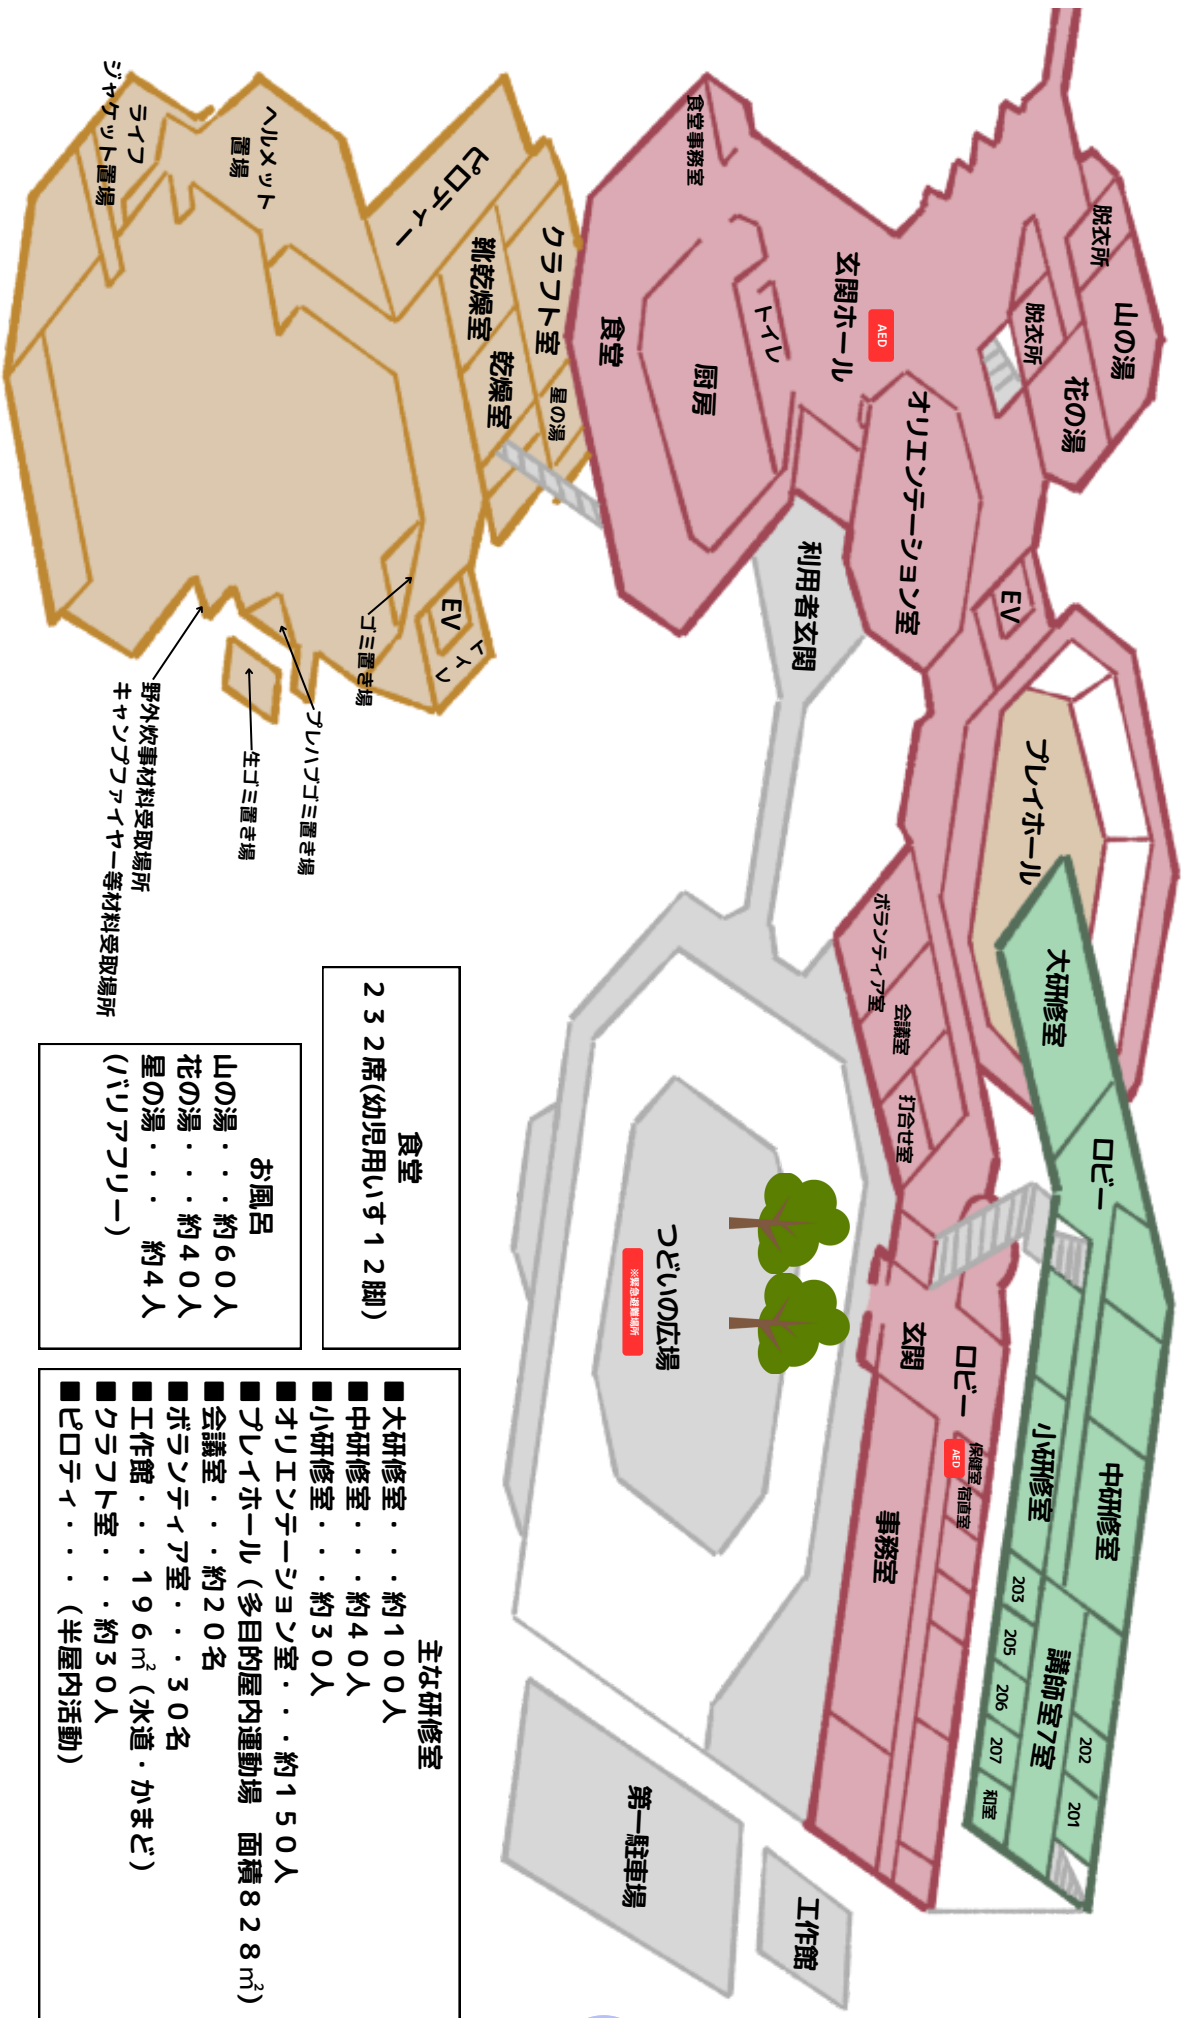 脱衣所
山の湯
脱衣所
花の湯
食堂事務室
玄関ホール
AED
トイレ
食堂
厨房
オリエンテーション室
EV
利用者玄関
プレイホール
ボランティア室
会議室
打合せ室
大研修室
ロビー
中研修室
小研修室
203
205
206
207
和室
講師室7室
202
201
玄関
ロビー
保健室
AED
宿直室
事務室
つどいの広場
※緊急避難場所
第一駐車場
工作館
ピロティー
クラフト室
靴乾燥室
乾燥室
星の湯
ヘルメット
置場
ライフ
ジャケット置場
EV
トイレ
ゴミ置き場
プレハブゴミ置き場
生ゴミ置き場
野外炊事材料受取場所
キャンプファイヤー等材料受取場所
食堂
232席(幼児用いす12脚)
お風呂
山の湯・・・約60人
花の湯・・・約40人
星の湯・・・ 約4人
(バリアフリー)
主な研修室
■大研修室・・・約100人
■中研修室・・・約40人
■小研修室・・・約30人
■オリエンテーション室・・・約150人
■プレイホール(多目的屋内運動場 面積828㎡)
■会議室・・・約20名
■ボランティア室・・・30名
■工作館・・・196㎡(水道・かまど)
■クラフト室・・・約30人
■ピロティ・・・(半屋内活動)